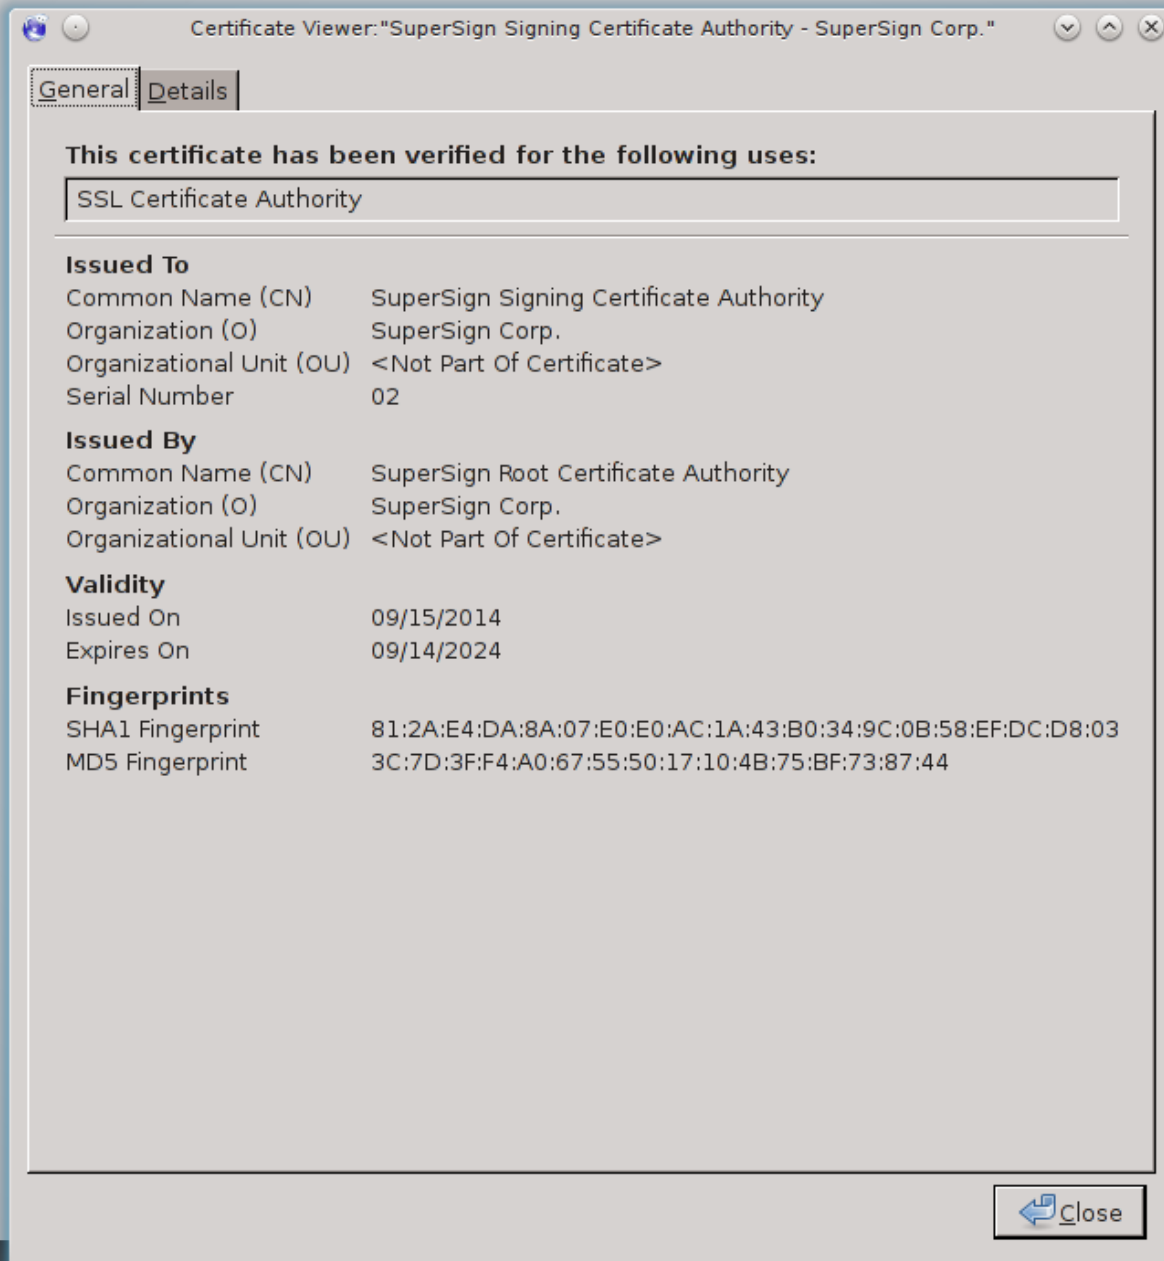 Certificate Viewer:"SuperSign Signing Certificate Authority - SuperSign Corp."
General Details
This certificate has been verified for the following uses:
SSL Certificate Authority
Issued To
Common Name (CN) SuperSign Signing Certificate Authority
Organization (O) SuperSign Corp.
Organizational Unit (OU) <Not Part Of Certificate>
Serial Number 02
Issued By
Common Name (CN) SuperSign Root Certificate Authority
Organization (O) SuperSign Corp.
Organizational Unit (OU) <Not Part Of Certificate>
Validity
Issued On 09/15/2014
Expires On 09/14/2024
Fingerprints
SHA1 Fingerprint 81:2A:E4:DA:8A:07:E0:E0:AC:1A:43:B0:34:9C:0B:58:EF:DC:D8:03
MD5 Fingerprint 3C:7D:3F:F4:A0:67:55:50:17:10:4B:75:BF:73:87:44
Close